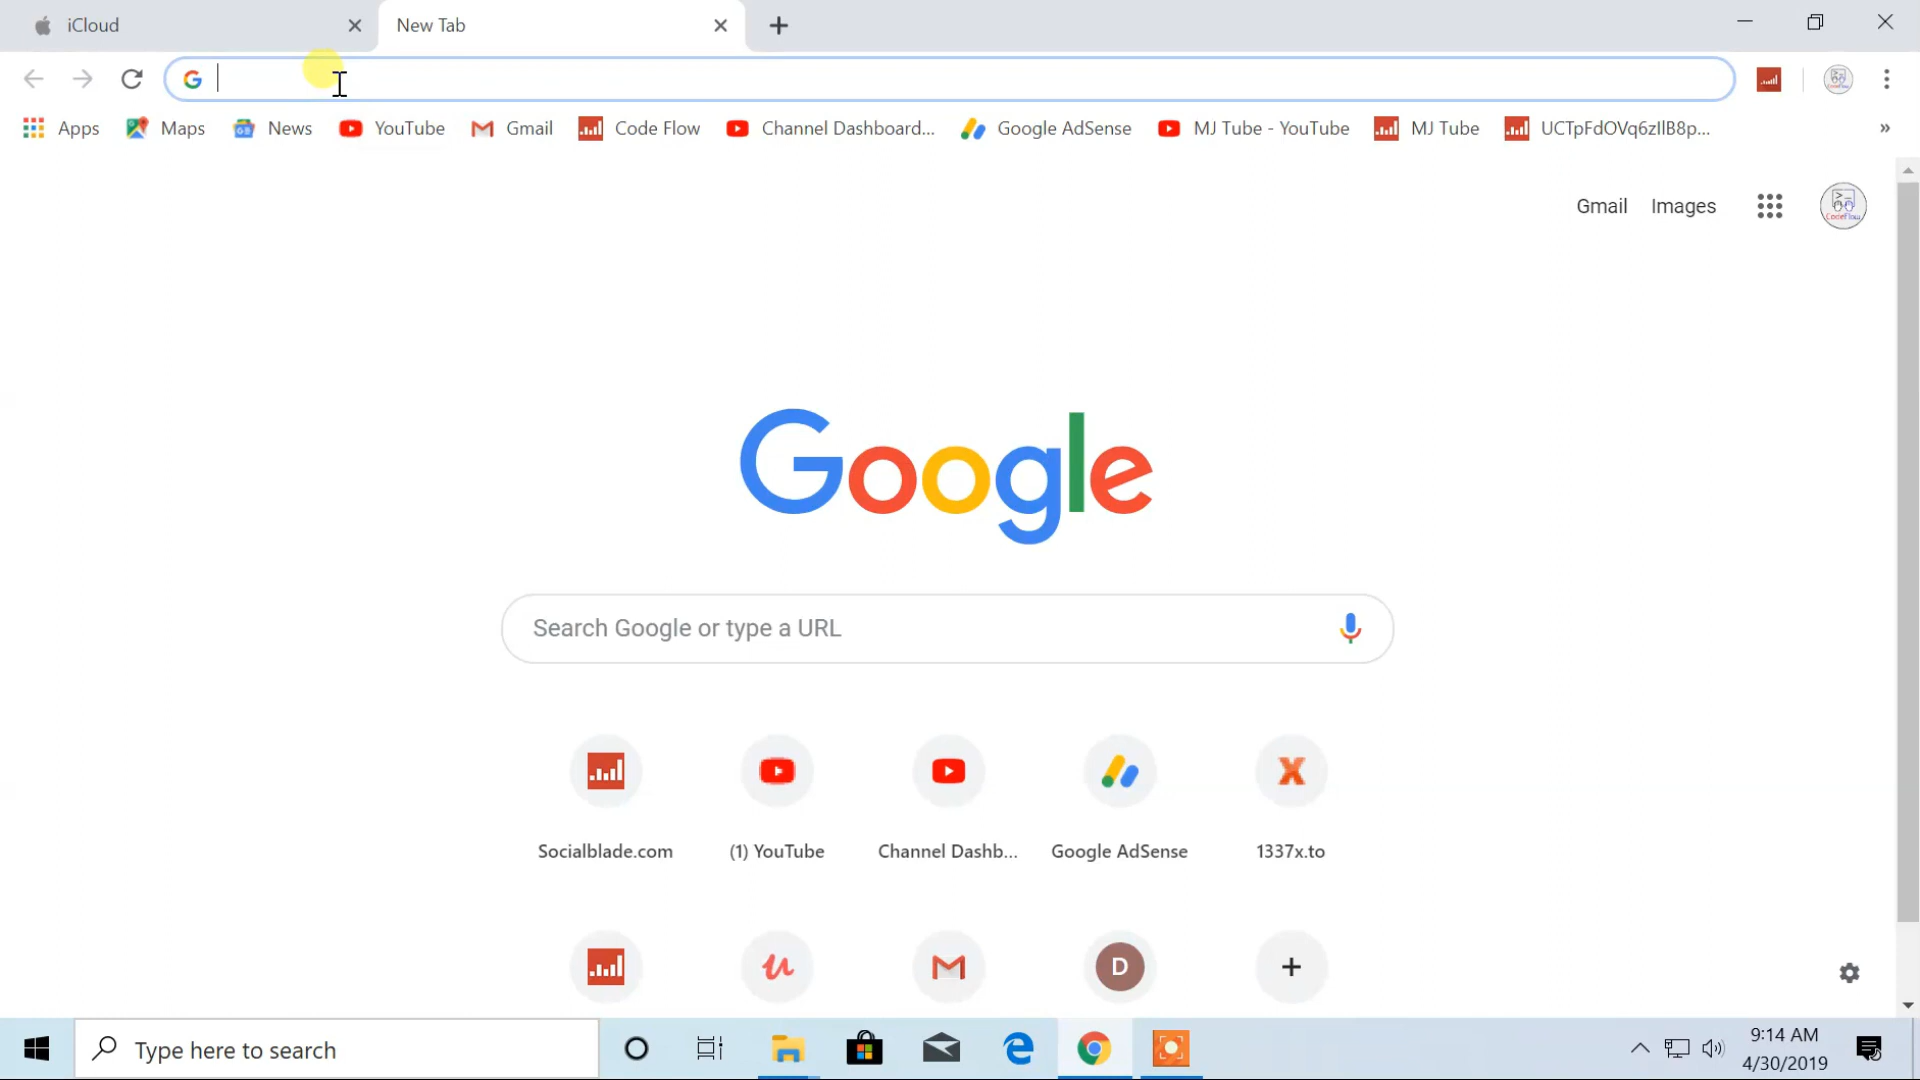 iCloud
New Tab
Apps
Maps
News
YouTube
Gmail
Code Flow
Channel Dashboard...
Google AdSense
MJ Tube - YouTube
MJ Tube
UCTpFdOVq6zIlB8p...
»
Gmail
Images
Google
Search Google or type a URL
Socialblade.com
(1) YouTube
Channel Dashb...
Google AdSense
1337x.to
D
Type here to search
9:14 AM
4/30/2019